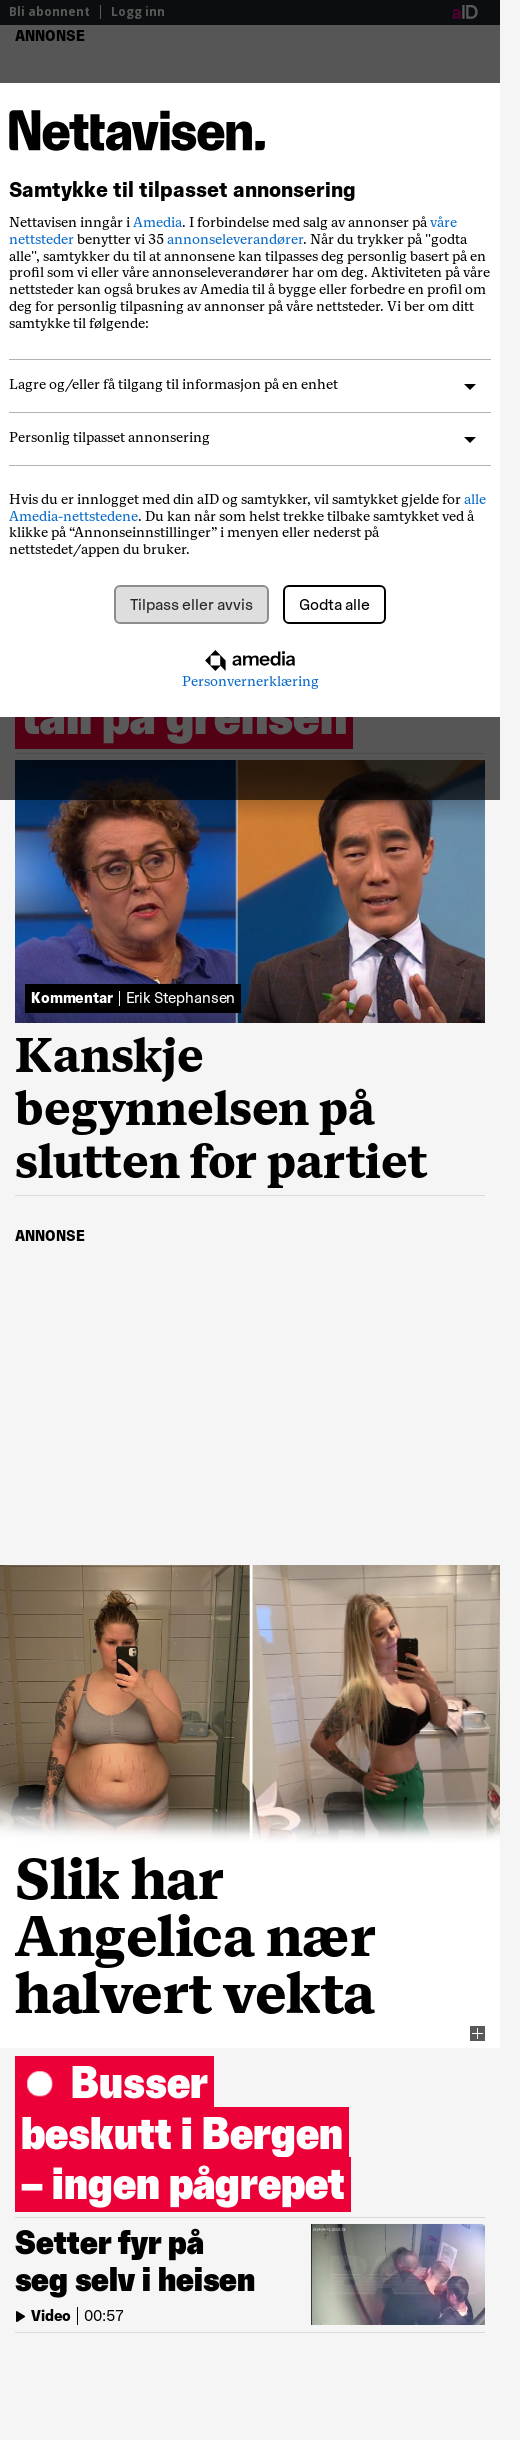 Bli abonnent
Logg inn
aID
ANNONSE
Nettavisen.
Samtykke til tilpasset annonsering
Nettavisen inngår i Amedia. I forbindelse med salg av annonser på våre
nettsteder benytter vi 35 annonseleverandører. Når du trykker på "godta
alle", samtykker du til at annonsene kan tilpasses deg personlig basert på en
profil som vi eller våre annonseleverandører har om deg. Aktiviteten på våre
nettsteder kan også brukes av Amedia til å bygge eller forbedre en profil om
deg for personlig tilpasning av annonser på våre nettsteder. Vi ber om ditt
samtykke til følgende:
Lagre og/eller få tilgang til informasjon på en enhet
Personlig tilpasset annonsering
Hvis du er innlogget med din aID og samtykker, vil samtykket gjelde for alle
Amedia-nettstedene. Du kan når som helst trekke tilbake samtykket ved å
klikke på “Annonseinnstillinger” i menyen eller nederst på
nettstedet/appen du bruker.
Tilpass eller avvis
Godta alle
amedia
Personvernerklæring
på grensen
Kommentar | Erik Stephansen
Kanskje
begynnelsen på
slutten for partiet
ANNONSE
Slik har
Angelica nær
halvert vekta
Busser
beskutt i Bergen
– ingen pågrepet
Setter fyr på
seg selv i heisen
Video | 00:57